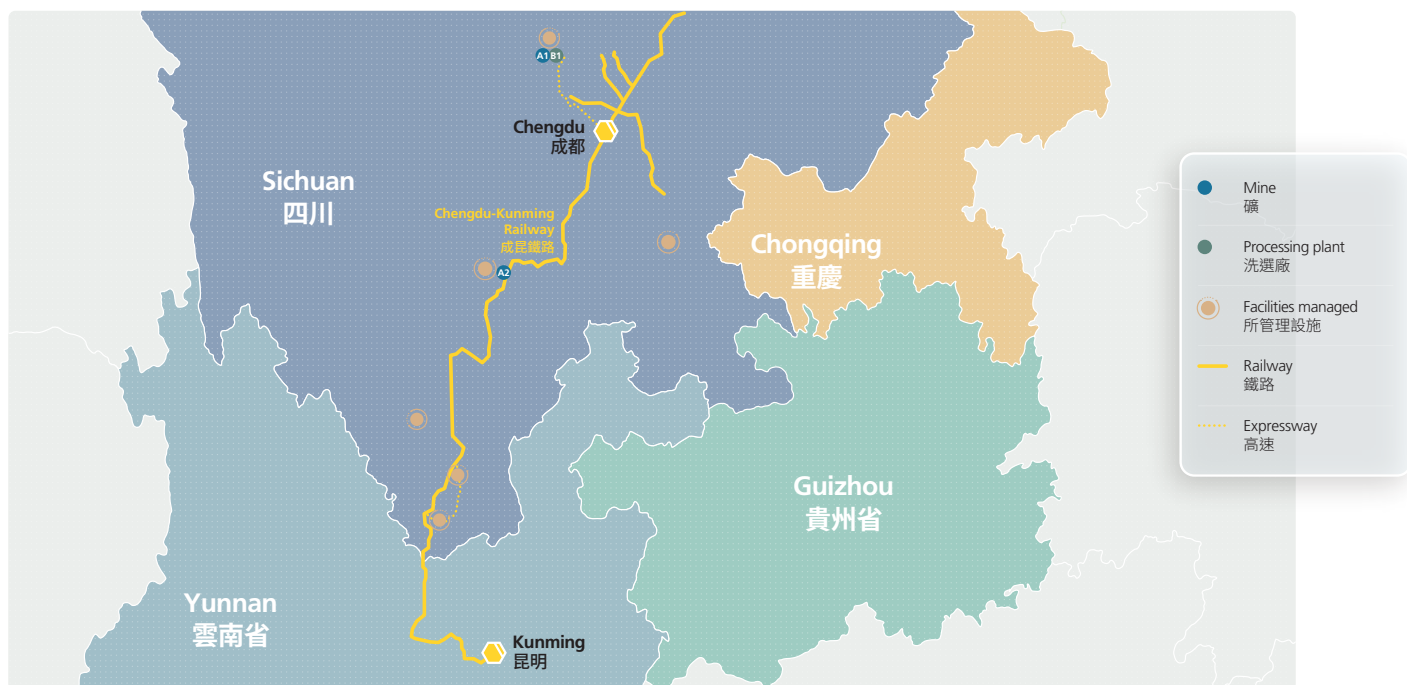 A1 B1
Chengdu
成都
Sichuan
四川
Chengdu-Kunming
Railway
成昆鐵路
A2
Chongqing
重慶
Guizhou
貴州省
Yunnan
雲南省
Kunming
昆明
Mine
礦
Processing plant
洗選廠
Facilities managed
所管理設施
Railway
鐵路
Expressway
高速